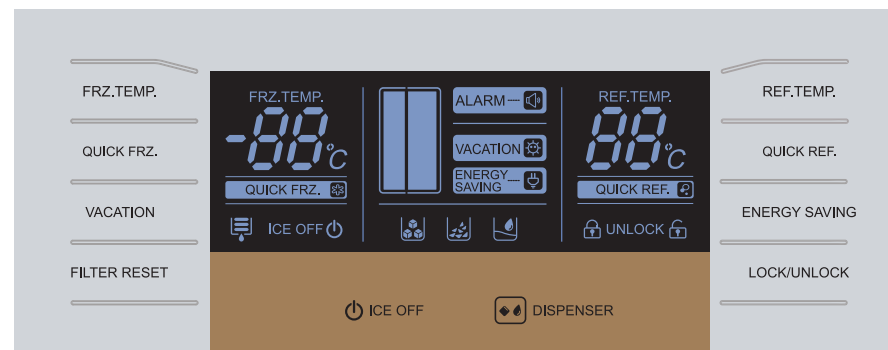 FRZ.TEMP.
QUICK FRZ.
VACATION
FILTER RESET
FRZ.TEMP.
-88°C
QUICK FRZ.
ICE OFF
ALARM
VACATION
ENERGY
SAVING
REF.TEMP.
88°C
QUICK REF.
UNLOCK
REF.TEMP.
QUICK REF.
ENERGY SAVING
LOCK/UNLOCK
ICE OFF
DISPENSER